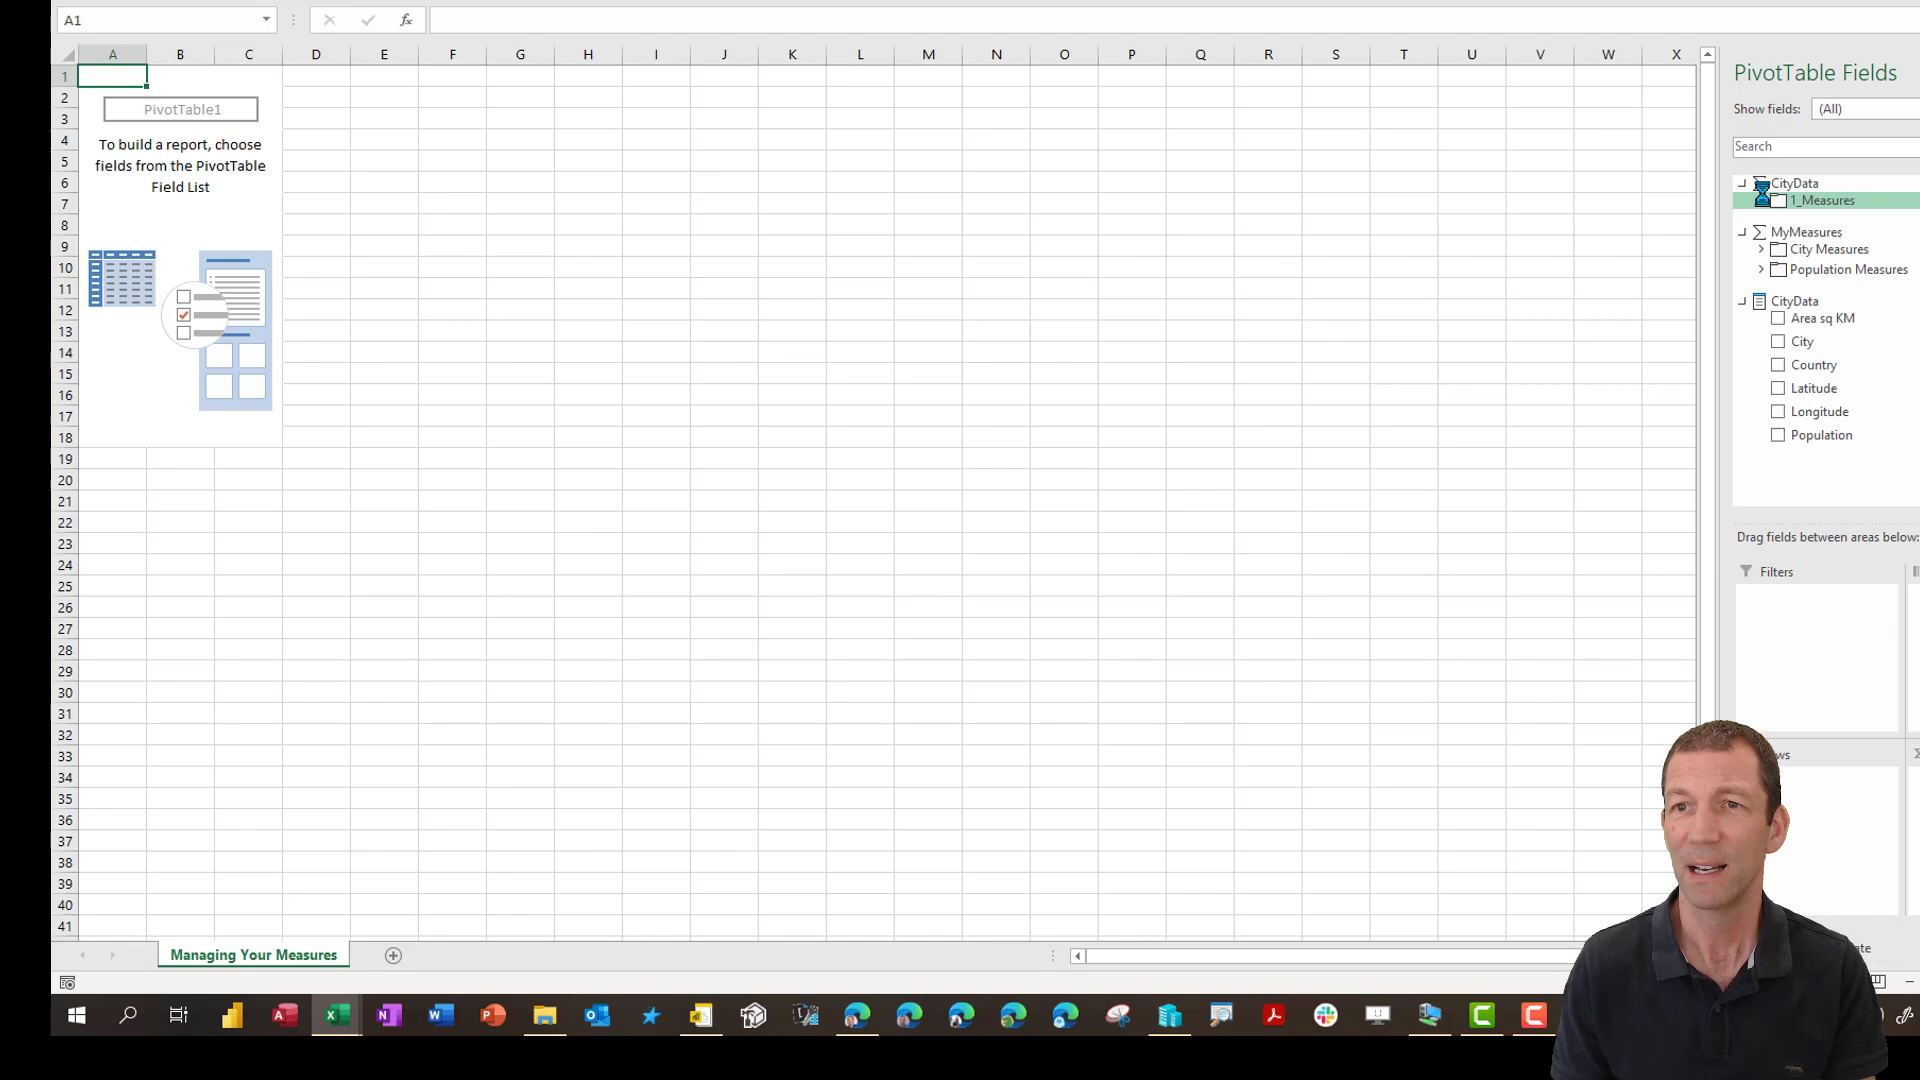 A1
fx
A B C D E F G H I J K L M N O P Q R S T U V W X
1
2
3
4
5
6
7
8
9
10
11
12
13
14
15
16
17
18
19
20
21
22
23
24
25
26
27
28
29
30
31
32
33
34
35
36
37
38
39
40
41
PivotTable1
To build a report, choose
fields from the PivotTable
Field List
PivotTable Fields
Show fields: (All)
Search
CityData
1_Measures
MyMeasures
City Measures
Population Measures
CityData
Area sq KM
City
Country
Latitude
Longitude
Population
Drag fields between areas below:
Filters
Managing Your Measures